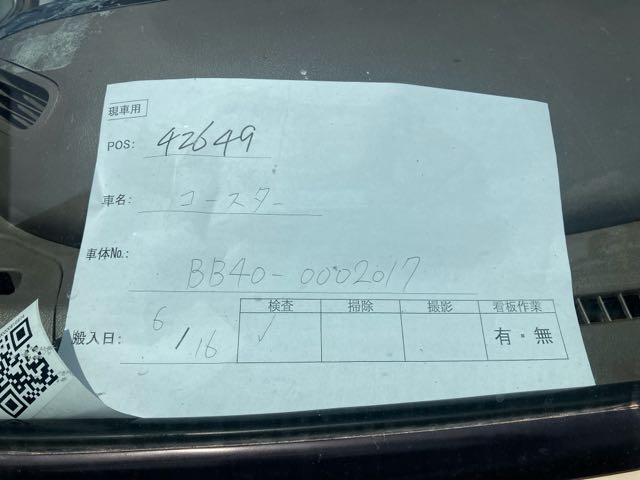 現車用
POS: 42649
車名: コースター
車体No.: BB40-0002017
検査 掃除 撮影 看板作業
搬入日: 6/16 ✓ 有・無